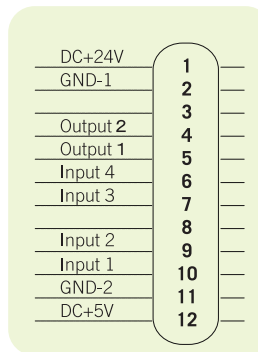 DC+24V 1
GND-1 2
3
Output 2 4
Output 1 5
Input 4 6
Input 3 7
8
Input 2 9
Input 1 10
GND-2 11
DC+5V 12